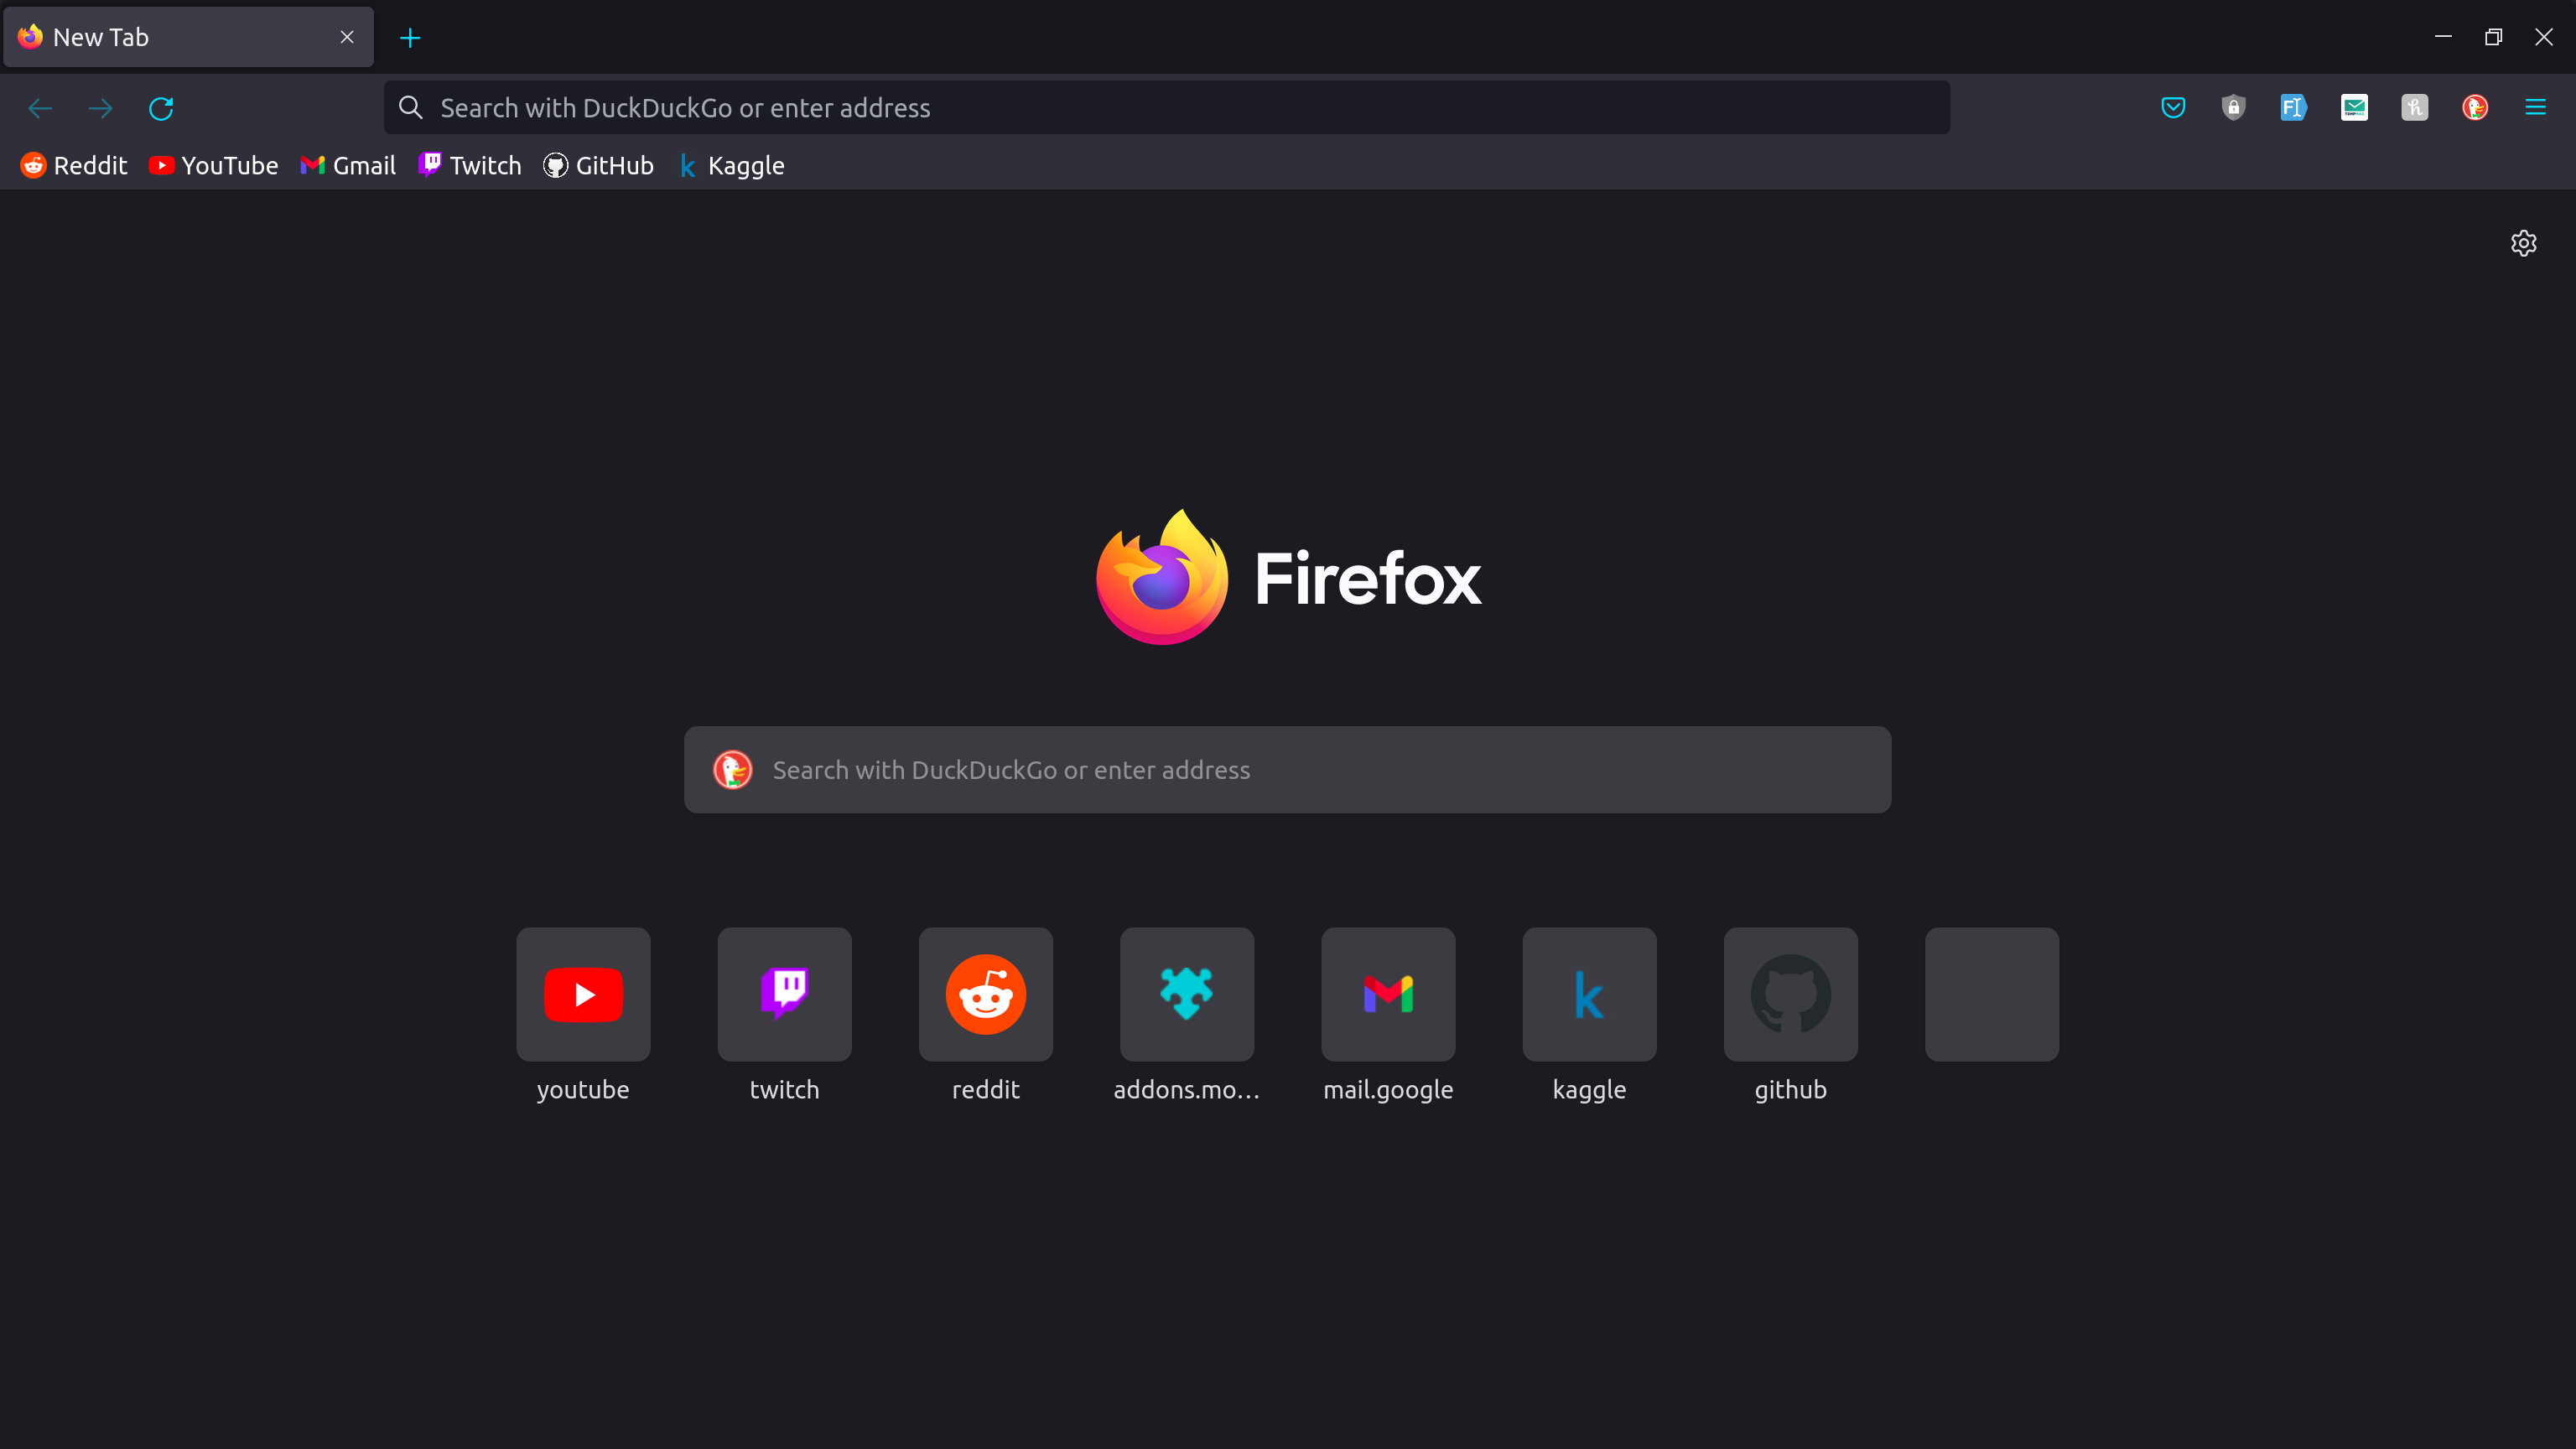 New Tab
Search with DuckDuckGo or enter address
Reddit YouTube Gmail Twitch GitHub Kaggle
Firefox
Search with DuckDuckGo or enter address
youtube twitch reddit addons.mo… mail.google kaggle github